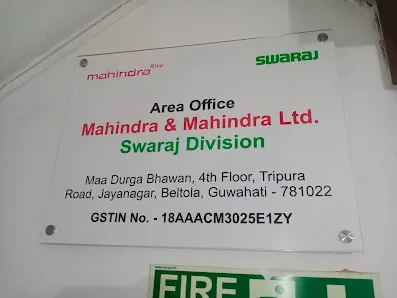 mahindra Rise
SWARAJ
Area Office
Mahindra & Mahindra Ltd.
Swaraj Division
Maa Durga Bhawan, 4th Floor, Tripura
Road, Jayanagar, Beltola, Guwahati - 781022
GSTIN No. - 18AAACM3025E1ZY
FIRE